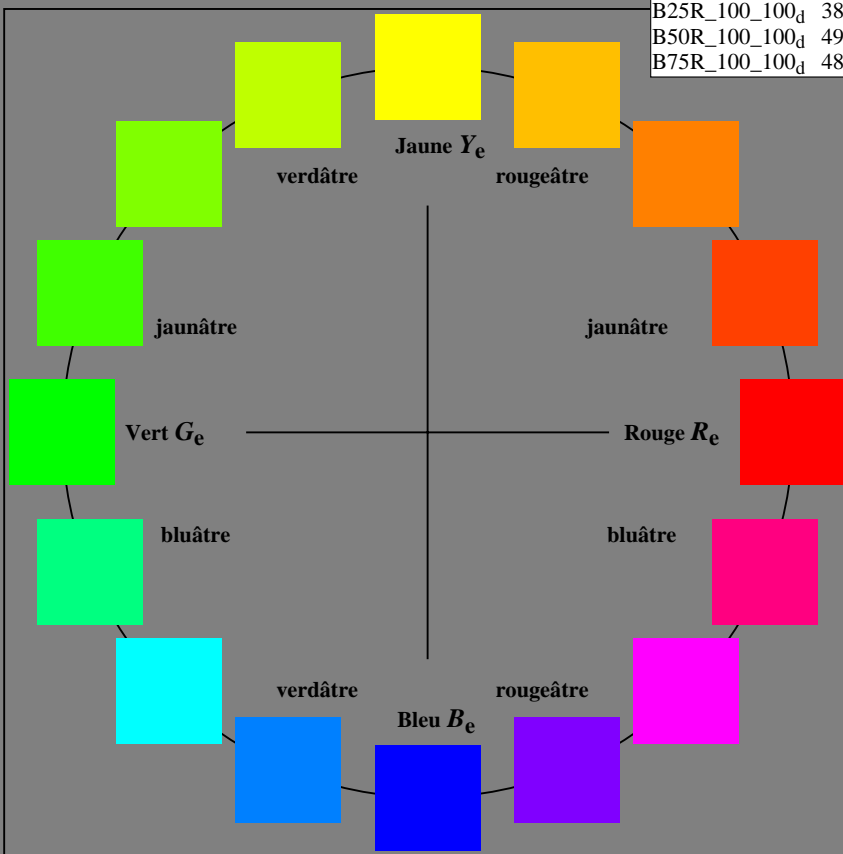 B25R_100_100d 38
B50R_100_100d 49
B75R_100_100d 48
Jaune Ye
verdâtre rougeâtre
jaunâtre jaunâtre
Vert Ge Rouge Re
bluâtre bluâtre
verdâtre rougeâtre
Bleu Be